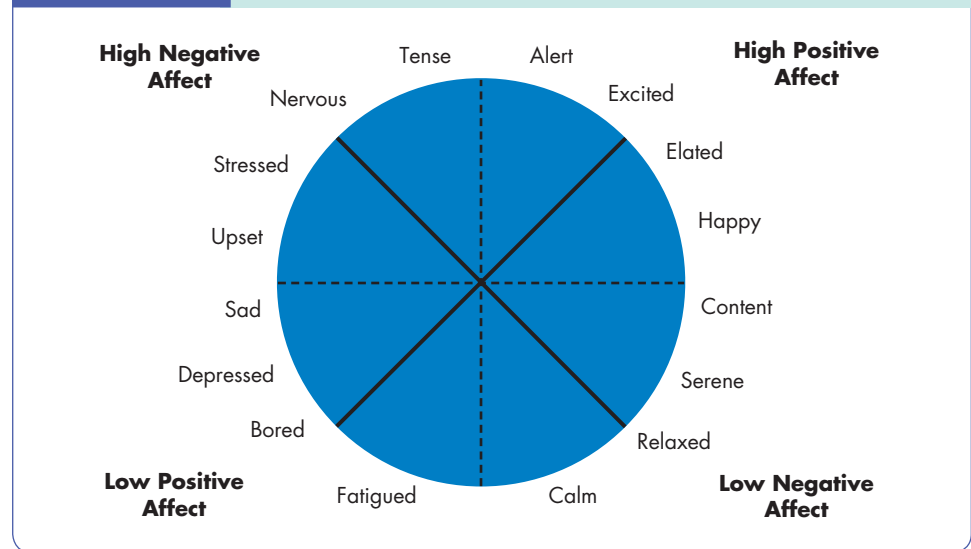 High Negative
Affect
Tense
Alert
High Positive
Affect
Nervous
Excited
Stressed
Elated
Upset
Happy
Sad
Content
Depressed
Serene
Bored
Relaxed
Low Positive
Affect
Fatigued
Calm
Low Negative
Affect